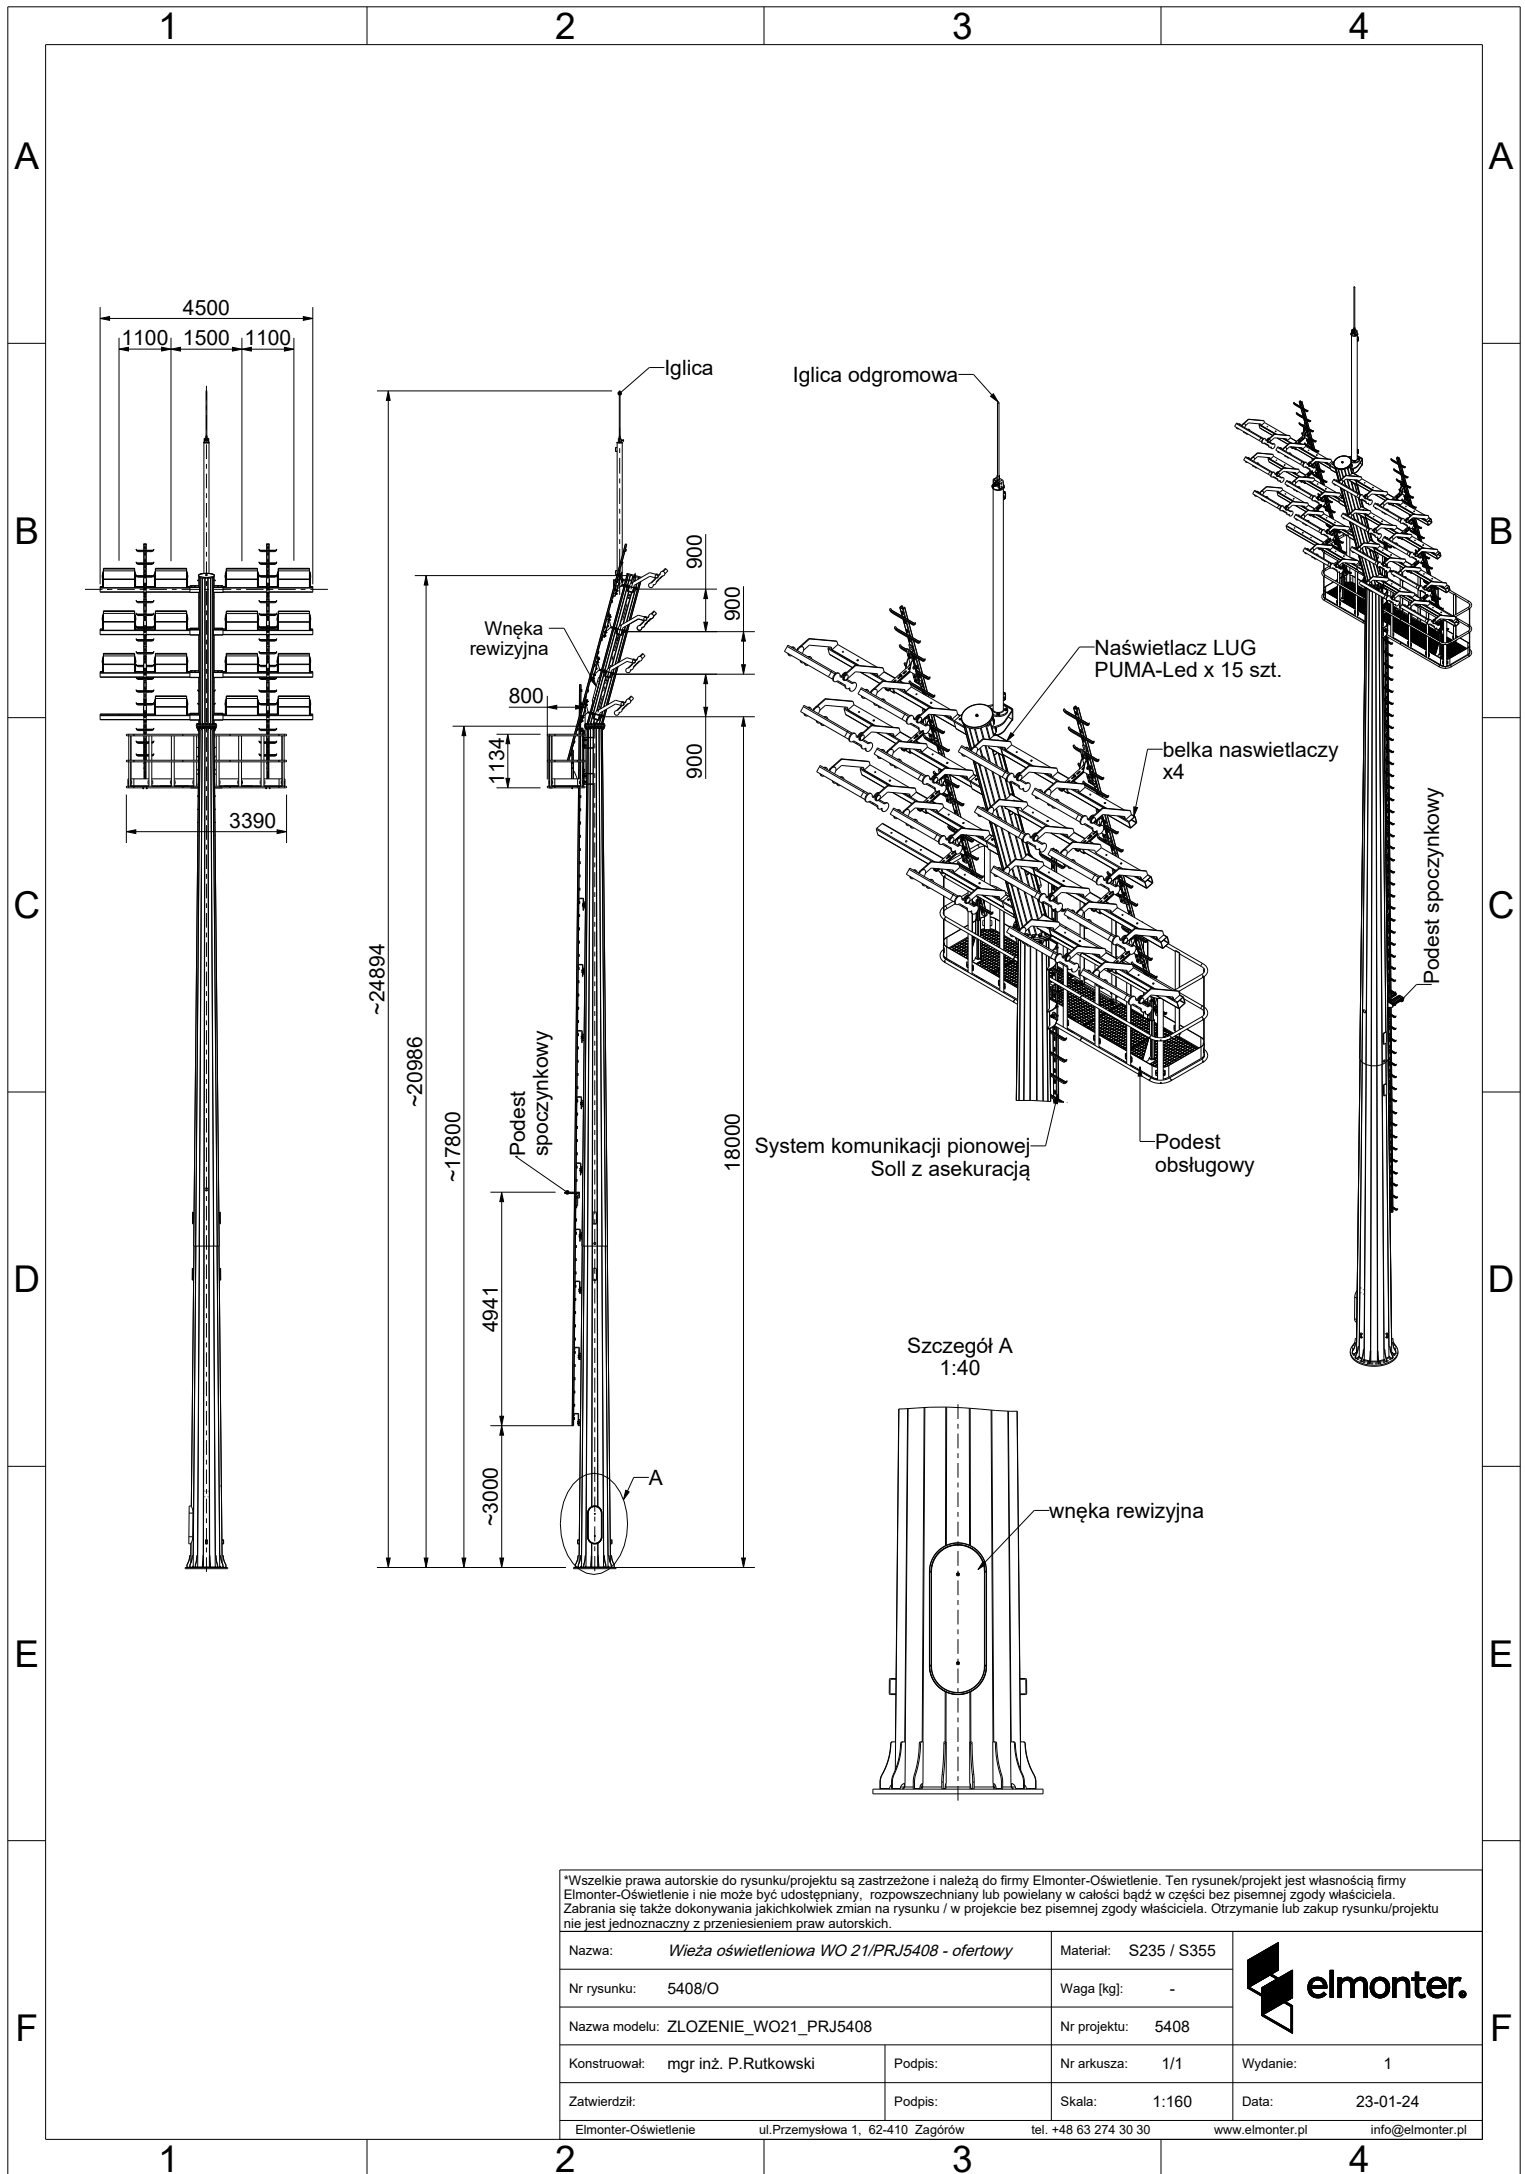 1
2
3
4
A
A
4500
1100
1500
1100
Iglica
Iglica odgromowa
B
B
900
900
Wnęka
rewizyjna
Naświetlacz LUG
PUMA-Led x 15 szt.
800
1134
900
belka naswietlaczy
x4
3390
Podest spoczynkowy
C
C
~24894
~20986
~17800
Podest
spoczynkowy
18000
System komunikacji pionowej
Soll z asekuracją
Podest
obsługowy
D
D
4941
Szczegół A
1:40
~3000
A
wnęka rewizyjna
E
E
*Wszelkie prawa autorskie do rysunku/projektu są zastrzeżone i należą do firmy Elmonter-Oświetlenie. Ten rysunek/projekt jest własnością firmy
Elmonter-Oświetlenie i nie może być udostępniany, rozpowszechniany lub powielany w całości bądź w części bez pisemnej zgody właściciela.
Zabrania się także dokonywania jakichkolwiek zmian na rysunku / w projekcie bez pisemnej zgody właściciela. Otrzymanie lub zakup rysunku/projektu
nie jest jednoznaczny z przeniesieniem praw autorskich.
Nazwa: Wieża oświetleniowa WO 21/PRJ5408 - ofertowy
Materiał: S235 / S355
elmonter.
Nr rysunku: 5408/O
Waga [kg]: -
Nazwa modelu: ZLOZENIE_WO21_PRJ5408
Nr projektu: 5408
F
F
Konstruował: mgr inż. P.Rutkowski
Podpis:
Nr arkusza: 1/1
Wydanie: 1
Zatwierdził:
Podpis:
Skala: 1:160
Data: 23-01-24
Elmonter-Oświetlenie ul.Przemysłowa 1, 62-410 Zagórów tel. +48 63 274 30 30 www.elmonter.pl info@elmonter.pl
1
2
3
4